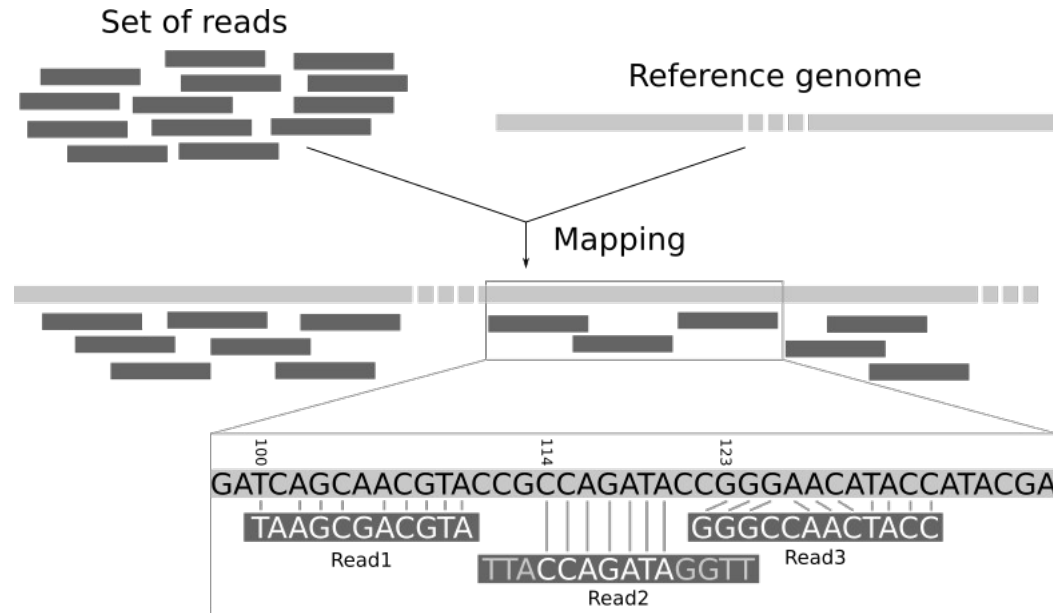 Set of reads
Reference genome
Mapping
100 114 123
GATCAGCAACGTACCGCCAGATACCGGGAACATACCATACGA
TAAGCGACGTA
GGGCCAACTACC
Read1
Read3
TTACCAGATAGGTT
Read2